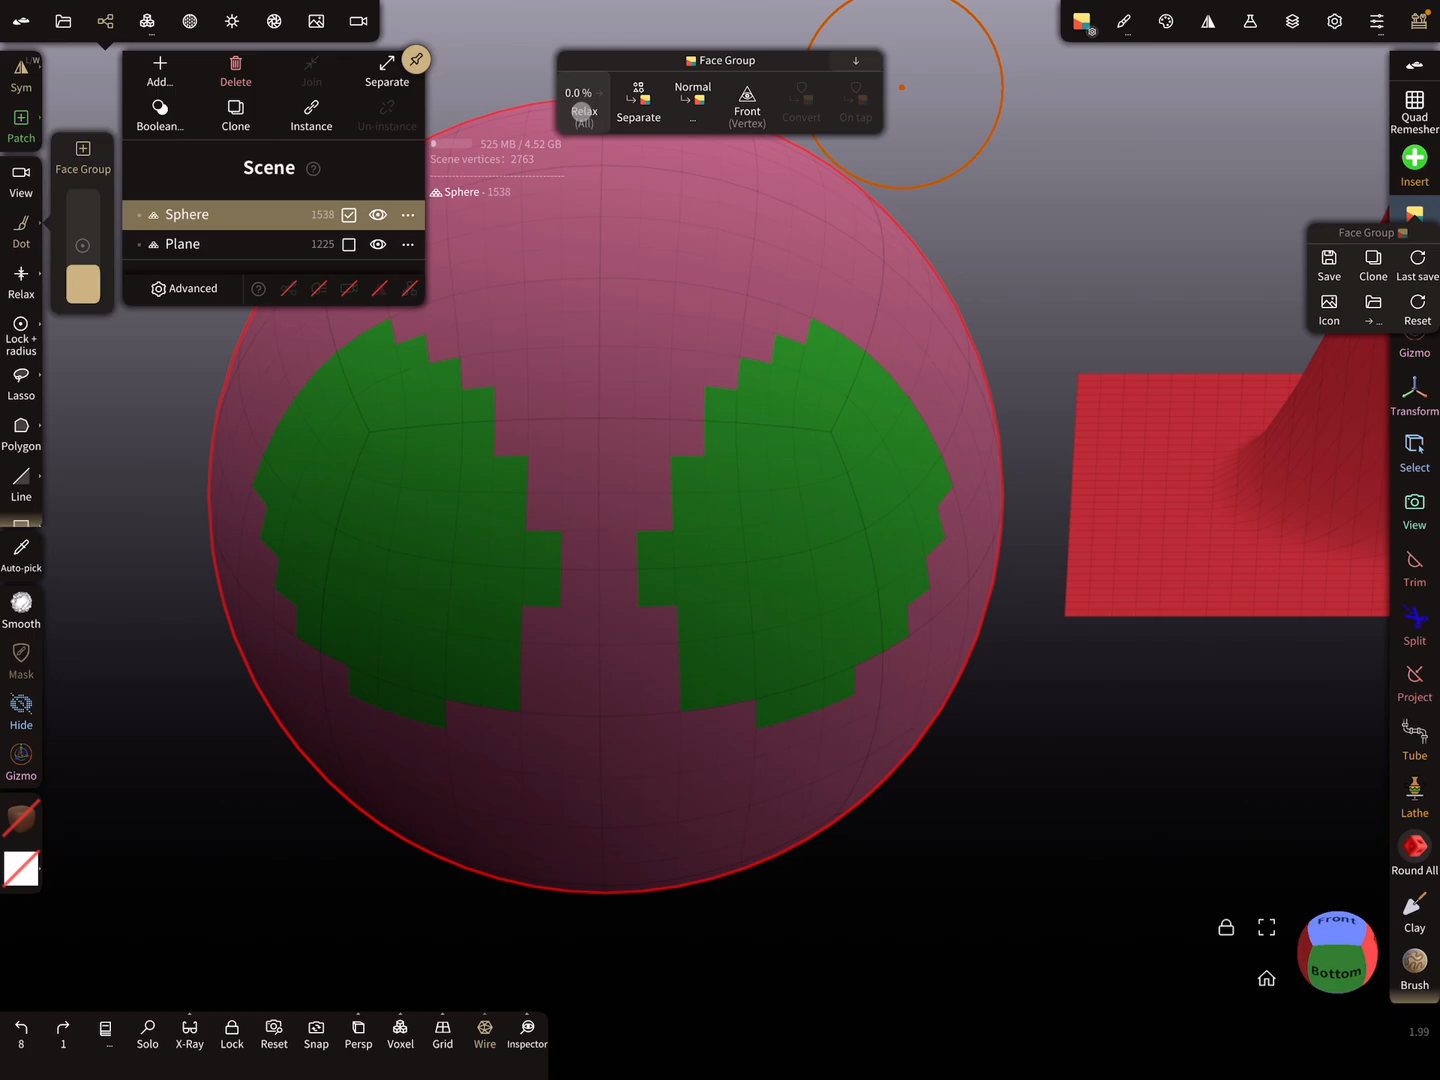 Add...
Delete
Join
Separate
Boolean...
Clone
Instance
Un-instance
Scene
Sphere 1538
Plane 1225
Advanced
Sym
Patch
View
Dot
Relax
Lock +
radius
Lasso
Polygon
Line
Auto-pick
Smooth
Mask
Hide
Gizmo
Face Group
525 MB / 4.52 GB
Scene vertices: 2763
Sphere · 1538
Face Group
0.0 %
Relax
(All)
Separate
Normal
...
Front
(Vertex)
Convert
On tap
Quad
Remesher
Insert
Face Group
Save
Clone
Last save
Icon
→ ...
Reset
Gizmo
Transform
Select
View
Trim
Split
Project
Tube
Lathe
Round All
Clay
Brush
Front
Bottom
1.99
8
1
...
Solo
X-Ray
Lock
Reset
Snap
Persp
Voxel
Grid
Wire
Inspector